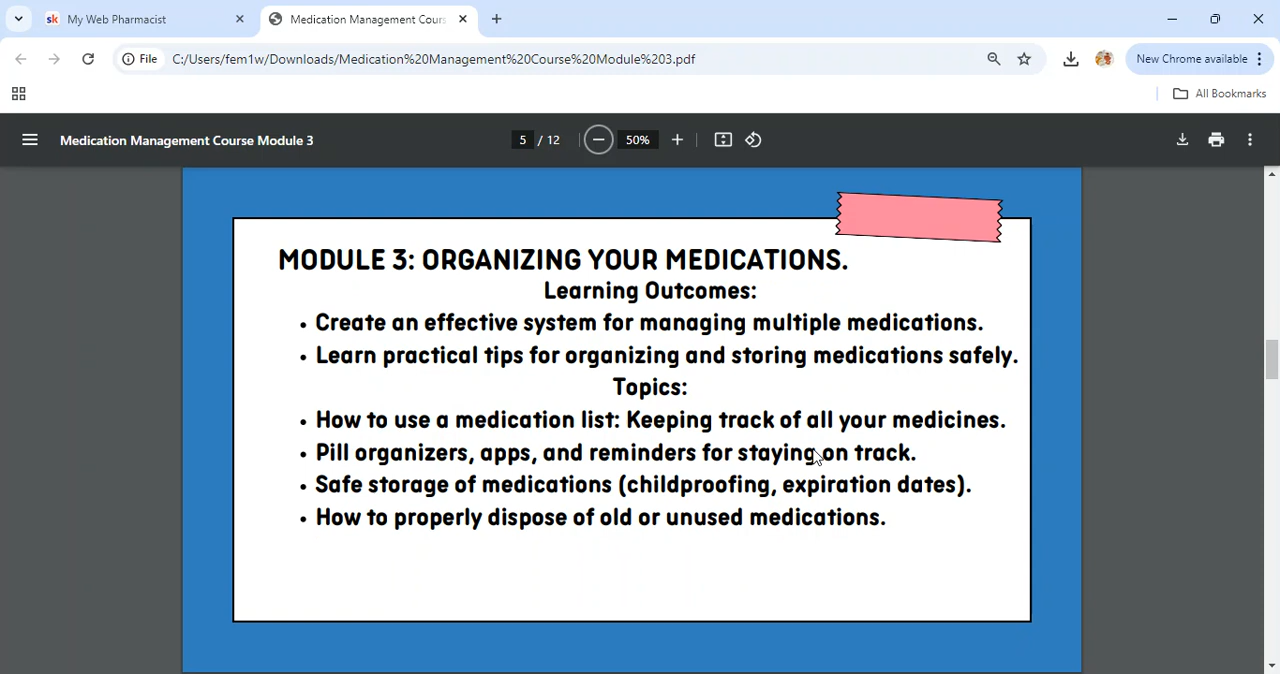 My Web Pharmacist
Medication Management Cours
File
C:/Users/fem1w/Downloads/Medication%20Management%20Course%20Module%203.pdf
New Chrome available
All Bookmarks
Medication Management Course Module 3
5 / 12
50%
MODULE 3: ORGANIZING YOUR MEDICATIONS.
Learning Outcomes:
• Create an effective system for managing multiple medications.
• Learn practical tips for organizing and storing medications safely.
Topics:
• How to use a medication list: Keeping track of all your medicines.
• Pill organizers, apps, and reminders for staying on track.
• Safe storage of medications (childproofing, expiration dates).
• How to properly dispose of old or unused medications.